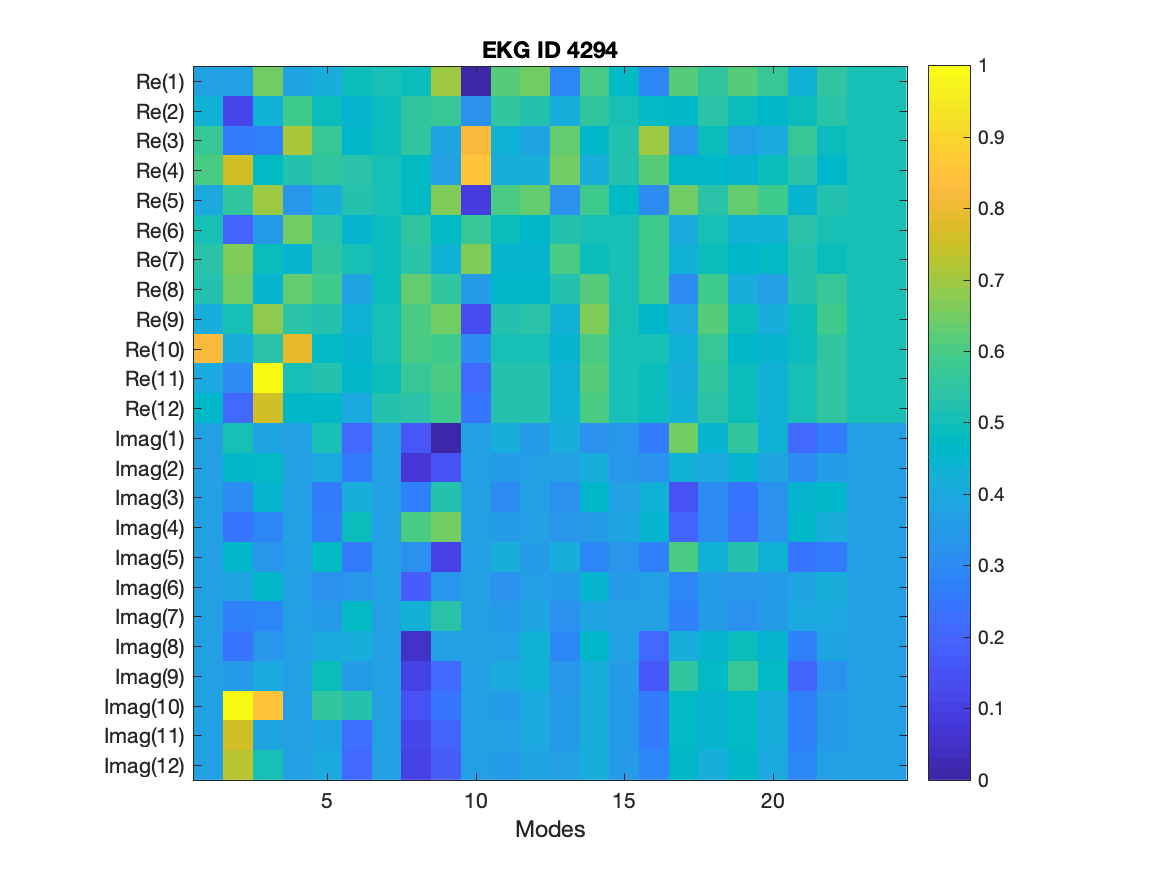 EKG ID 4294
Re(1)
Re(2)
Re(3)
Re(4)
Re(5)
Re(6)
Re(7)
Re(8)
Re(9)
Re(10)
Re(11)
Re(12)
Imag(1)
Imag(2)
Imag(3)
Imag(4)
Imag(5)
Imag(6)
Imag(7)
Imag(8)
Imag(9)
Imag(10)
Imag(11)
Imag(12)
5 10 15 20
Modes
1
0.9
0.8
0.7
0.6
0.5
0.4
0.3
0.2
0.1
0